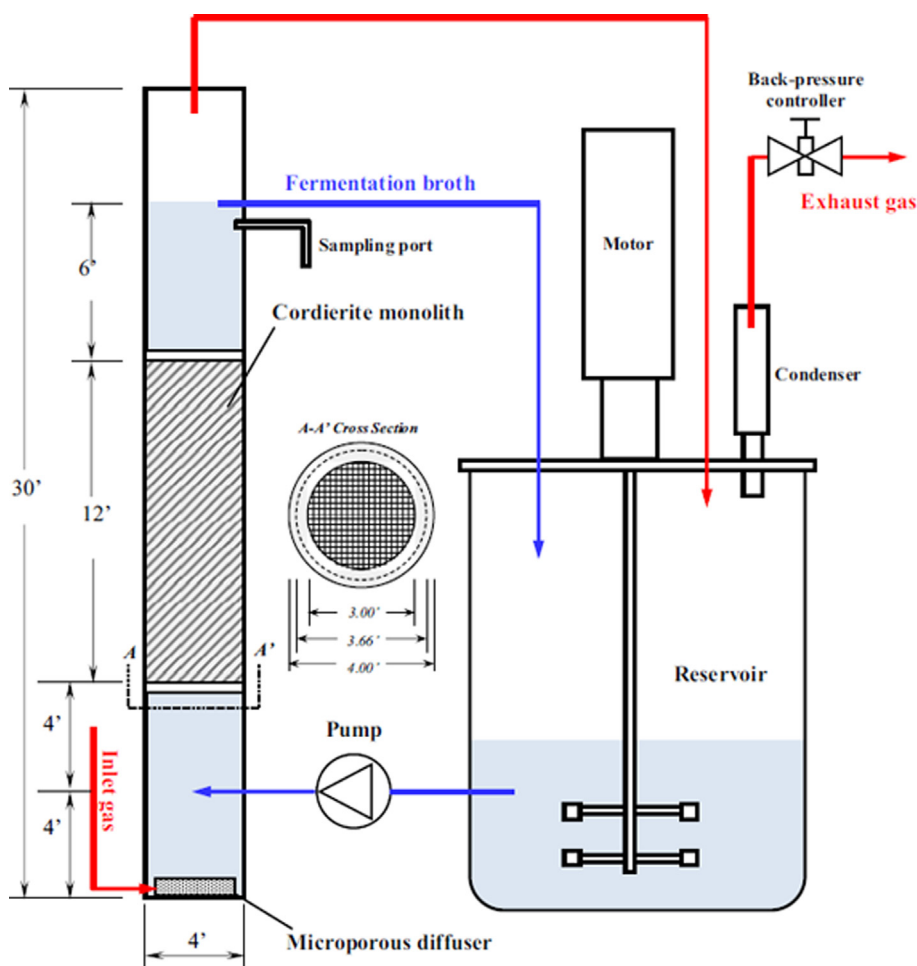 Back-pressure
controller
Exhaust gas
Fermentation broth
Sampling port
Motor
6’
Cordierite monolith
Condenser
A-A’ Cross Section
30’
12’
3.00’
3.66’
4.00’
A
A’
Reservoir
4’
Inlet gas
Pump
4’
4’
Microporous diffuser